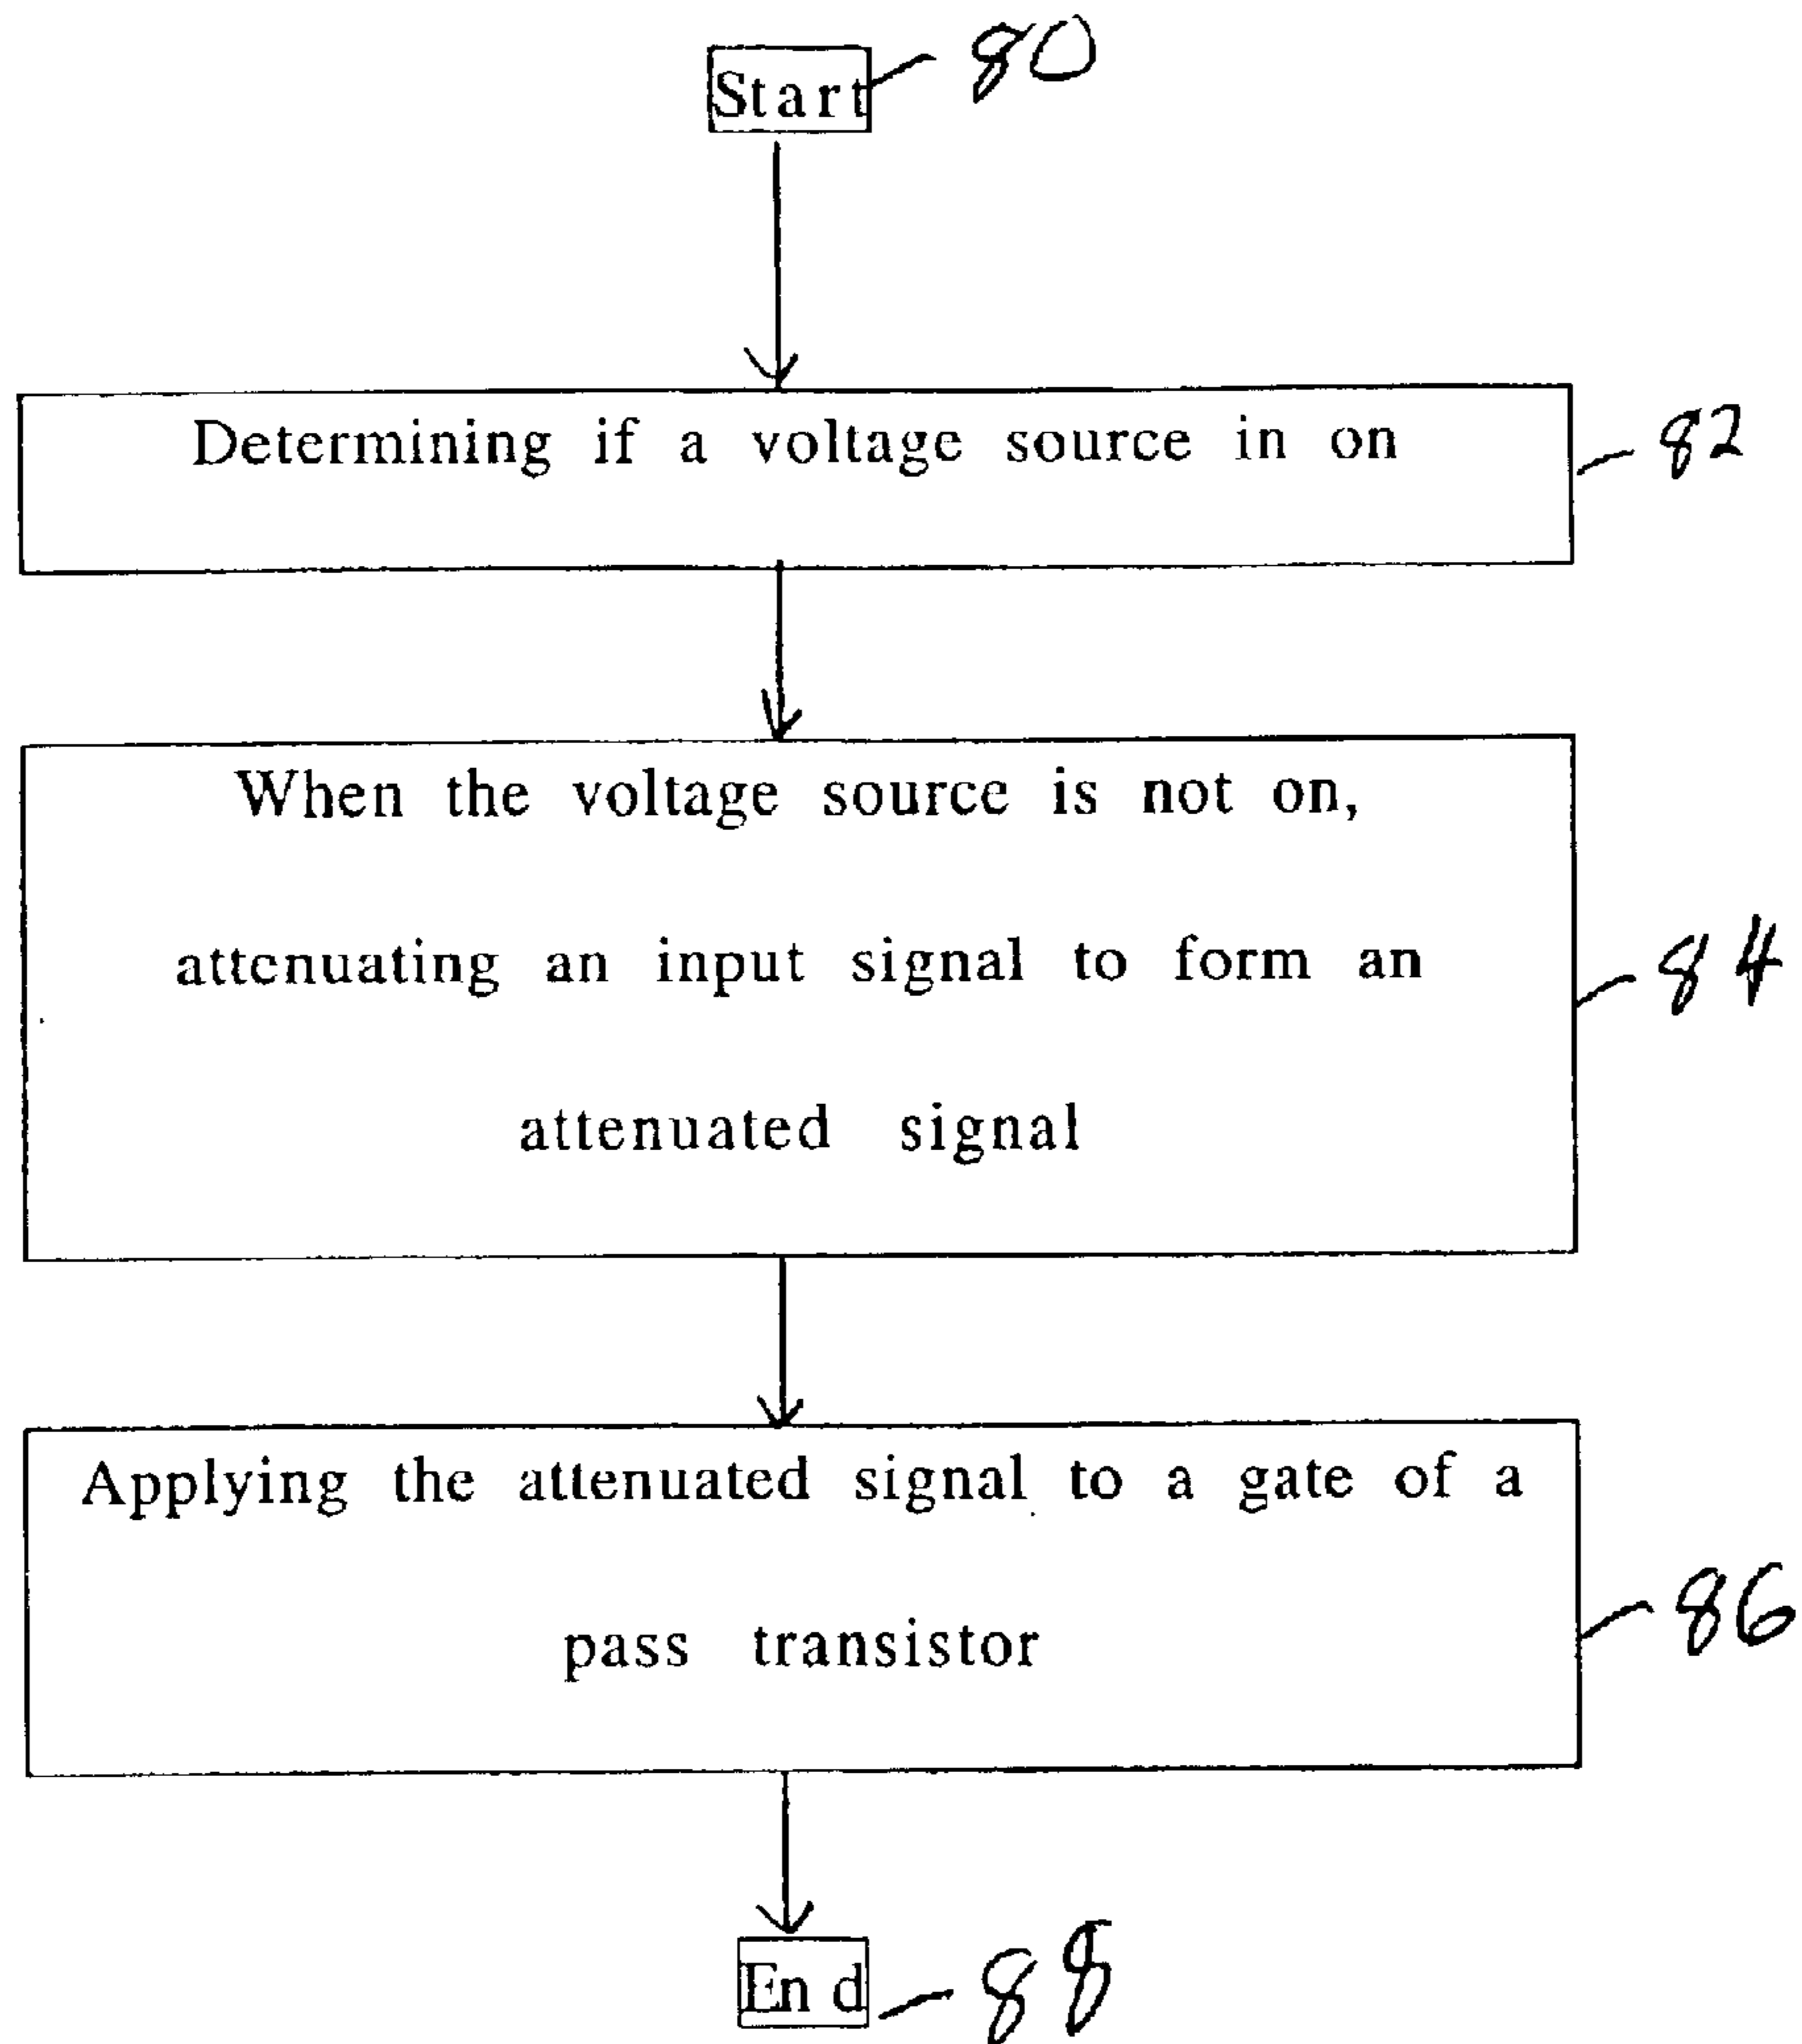 Start 80
Determining if a voltage source in on
82
When the voltage source is not on,
attenuating an input signal to form an
84
attenuated signal
Applying the attenuated signal to a gate of a
86
pass transistor
End 88